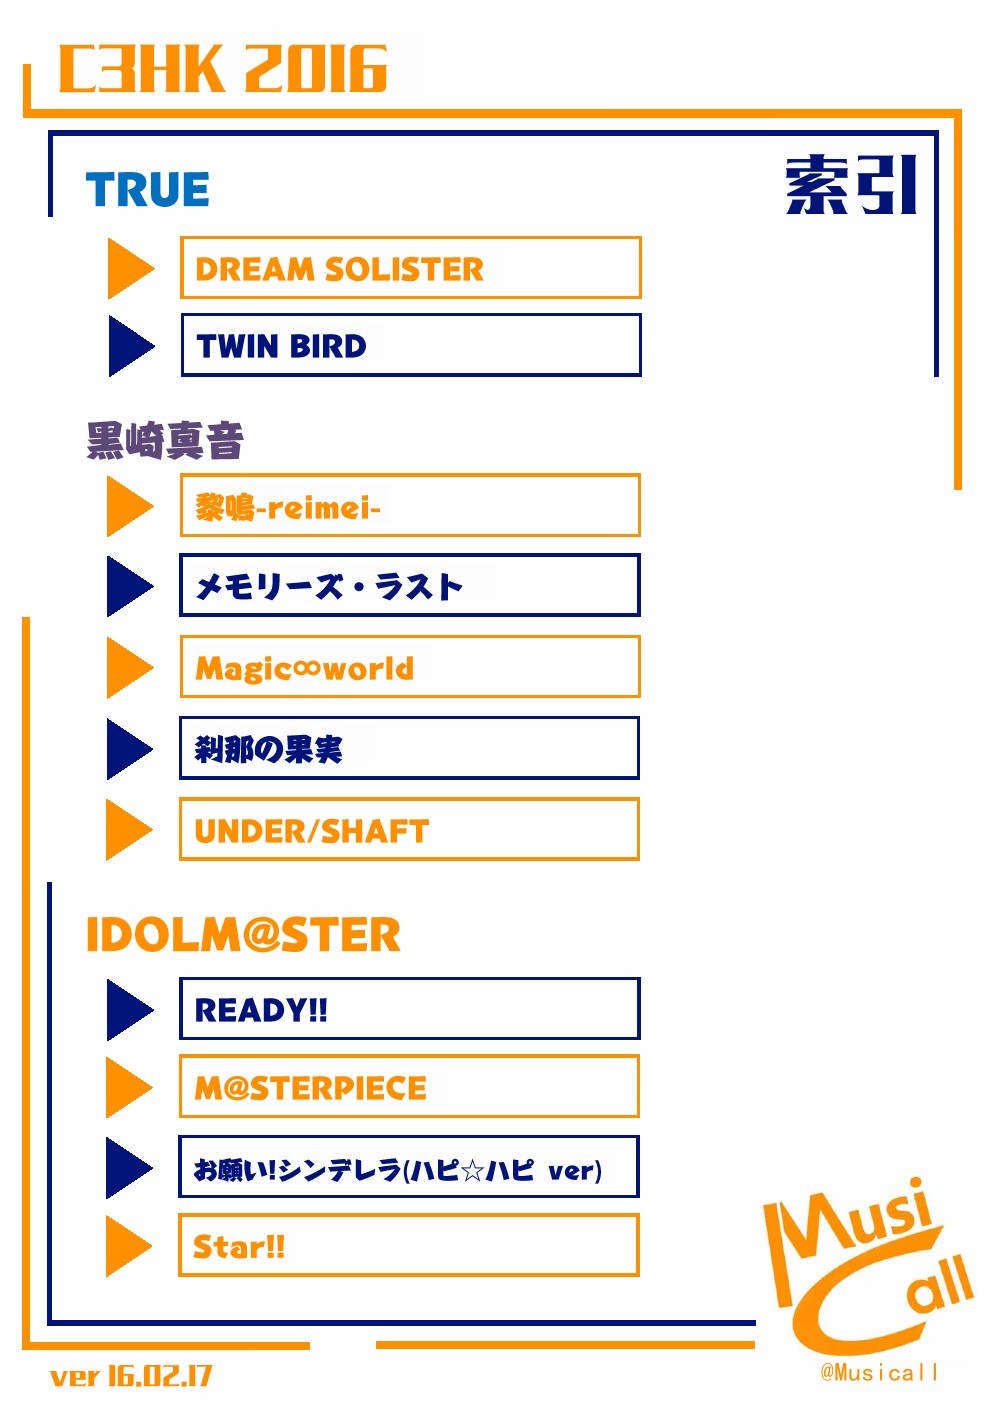 C3HK 2016
索引
TRUE
DREAM SOLISTER
TWIN BIRD
黒崎真音
黎鳴-reimei-
メモリーズ・ラスト
Magic∞world
刹那の果実
UNDER/SHAFT
IDOLM@STER
READY!!
M@STERPIECE
お願い!シンデレラ(ハピ☆ハピ ver)
Star!!
Musi
Call
@Musicall
ver 16.02.17